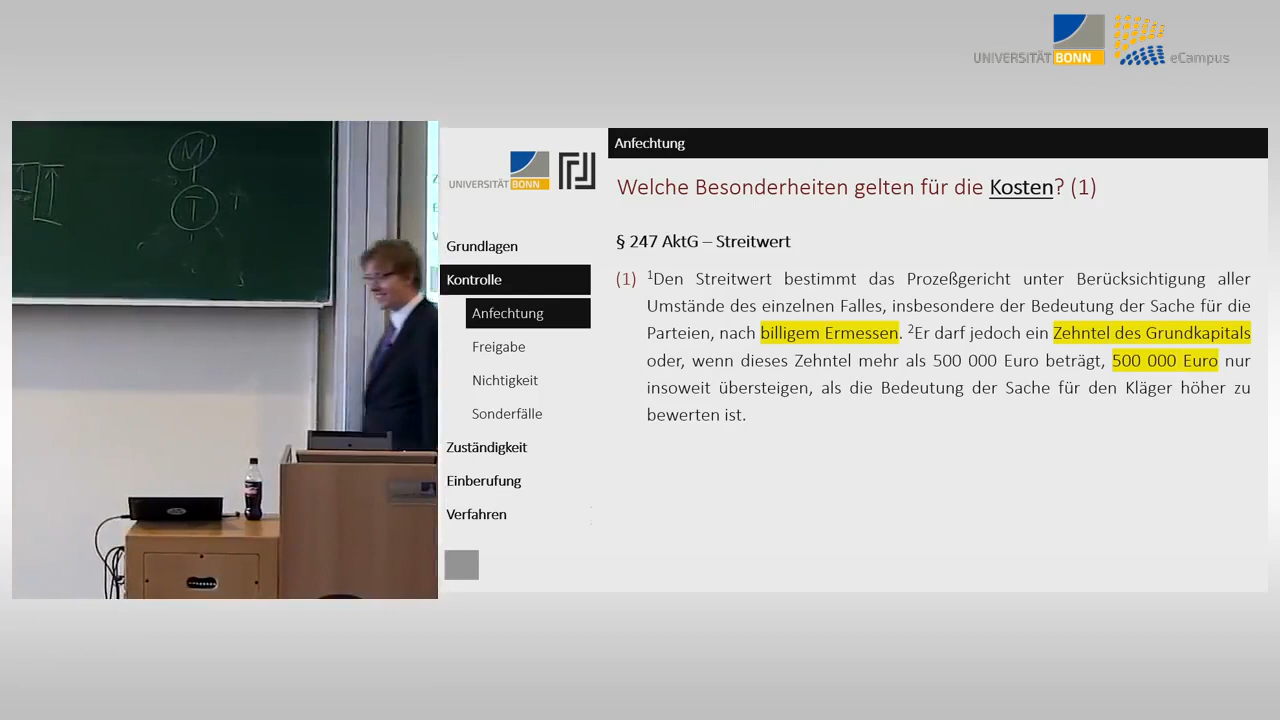 UNIVERSITÄT BONN eCampus
M
T
UNIVERSITÄT BONN
Grundlagen
Kontrolle
Anfechtung
Freigabe
Nichtigkeit
Sonderfälle
Zuständigkeit
Einberufung
Verfahren
Anfechtung
Welche Besonderheiten gelten für die Kosten? (1)
§ 247 AktG – Streitwert
(1) ¹Den Streitwert bestimmt das Prozeßgericht unter Berücksichtigung aller
Umstände des einzelnen Falles, insbesondere der Bedeutung der Sache für die
Parteien, nach billigem Ermessen. ²Er darf jedoch ein Zehntel des Grundkapitals
oder, wenn dieses Zehntel mehr als 500 000 Euro beträgt, 500 000 Euro nur
insoweit übersteigen, als die Bedeutung der Sache für den Kläger höher zu
bewerten ist.